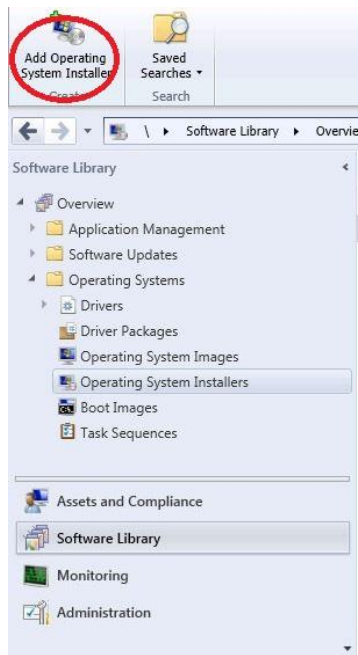 Add Operating
System Installer
Saved
Searches
Create
Search
\ Software Library Overvie
Software Library
Overview
Application Management
Software Updates
Operating Systems
Drivers
Driver Packages
Operating System Images
Operating System Installers
Boot Images
Task Sequences
Assets and Compliance
Software Library
Monitoring
Administration